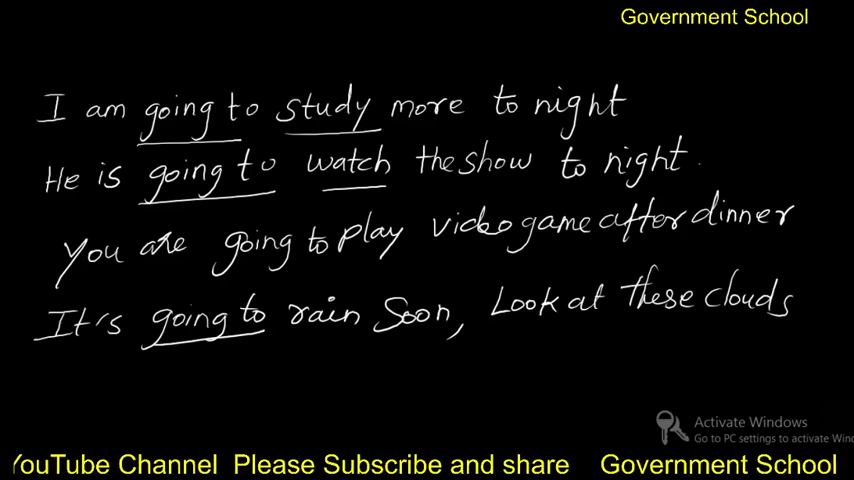 Government School
I am going to study more to night
He is going to watch the show to night.
You are going to play video game after dinner
It's going to rain soon, Look at these clouds
Activate Windows
Go to PC settings to activate Win
YouTube Channel Please Subscribe and share Government School